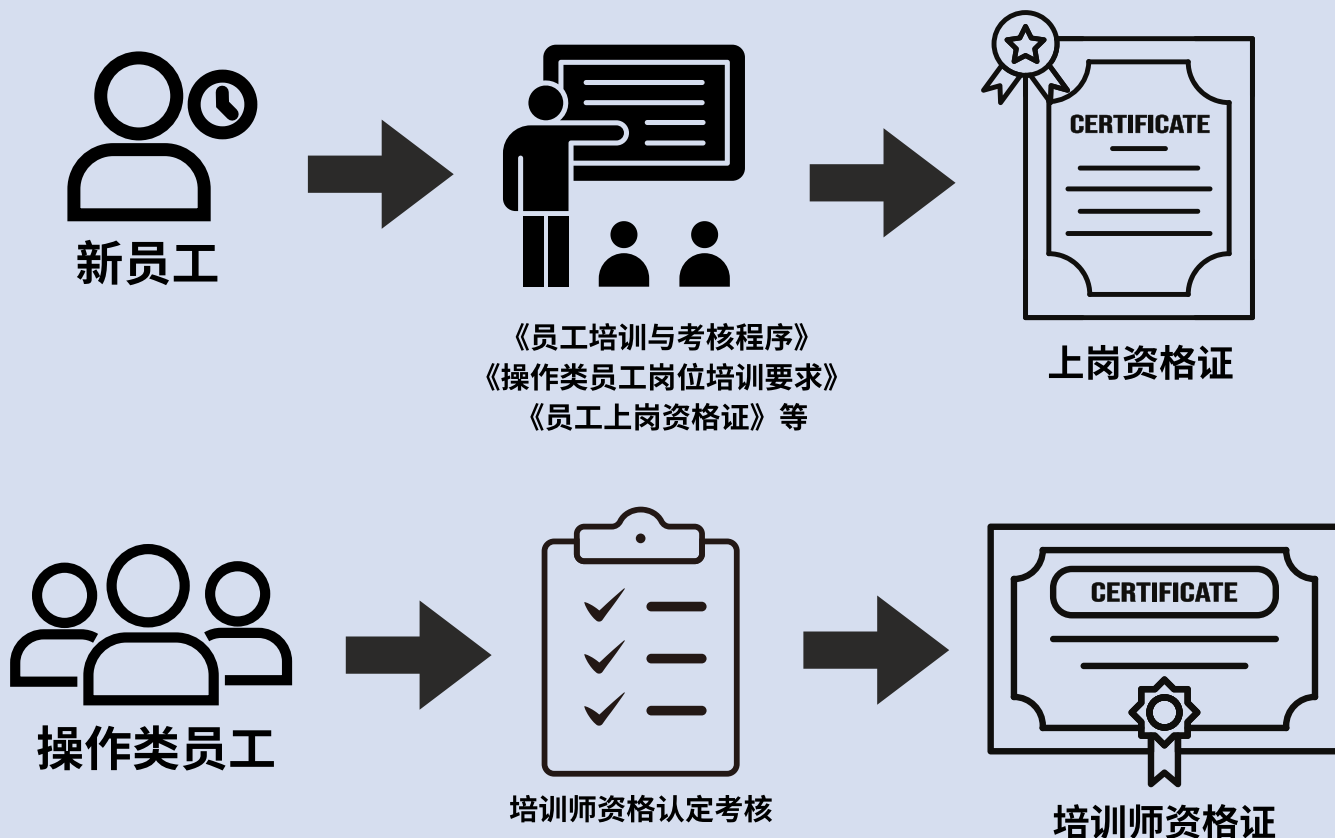 CERTIFICATE
新员工
《员工培训与考核程序》
《操作类员工岗位培训要求》
《员工上岗资格证》等
上岗资格证
CERTIFICATE
操作类员工
培训师资格认定考核
培训师资格证